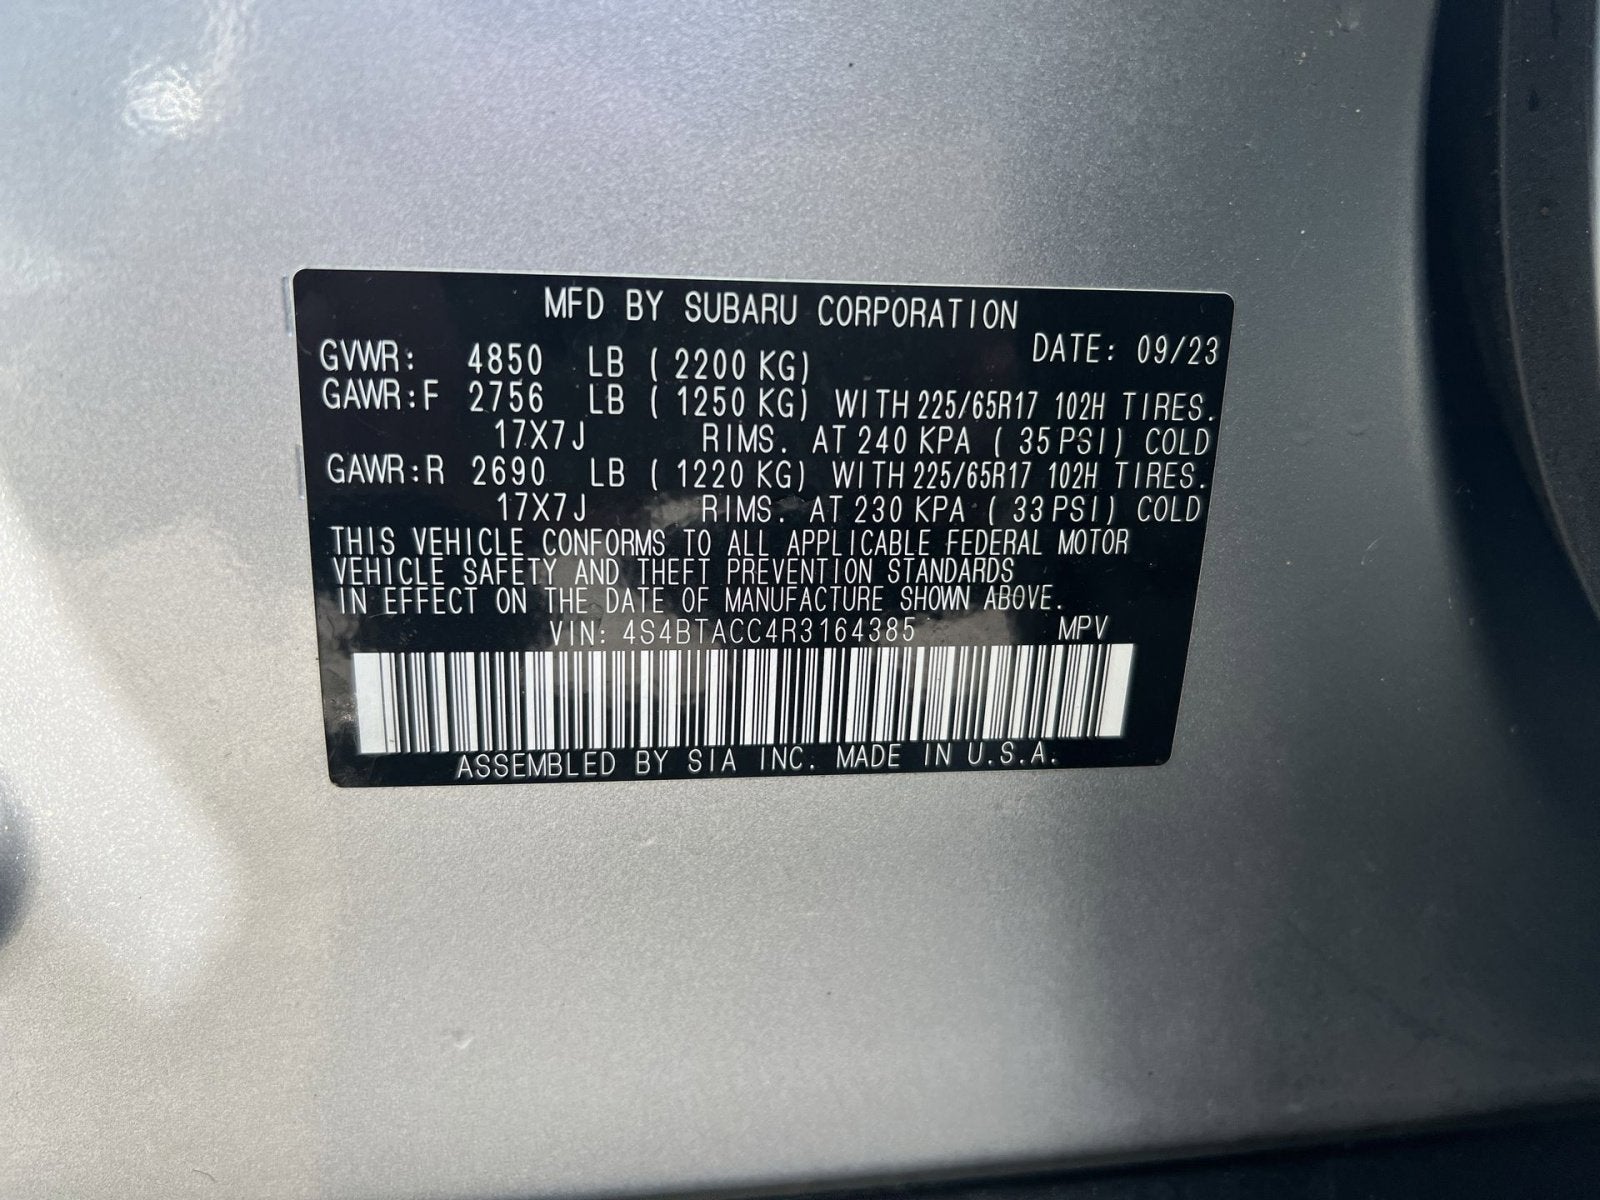 MFD BY SUBARU CORPORATION
DATE: 09/23
GVWR: 4850 LB ( 2200 KG)
GAWR:F 2756 LB ( 1250 KG) WITH 225/65R17 102H TIRES.
17X7J RIMS. AT 240 KPA ( 35 PSI) COLD
GAWR:R 2690 LB ( 1220 KG) WITH 225/65R17 102H TIRES.
17X7J RIMS. AT 230 KPA ( 33 PSI) COLD
THIS VEHICLE CONFORMS TO ALL APPLICABLE FEDERAL MOTOR
VEHICLE SAFETY AND THEFT PREVENTION STANDARDS
IN EFFECT ON THE DATE OF MANUFACTURE SHOWN ABOVE.
VIN: 4S4BTACC4R3164385 MPV
ASSEMBLED BY SIA INC. MADE IN U.S.A.